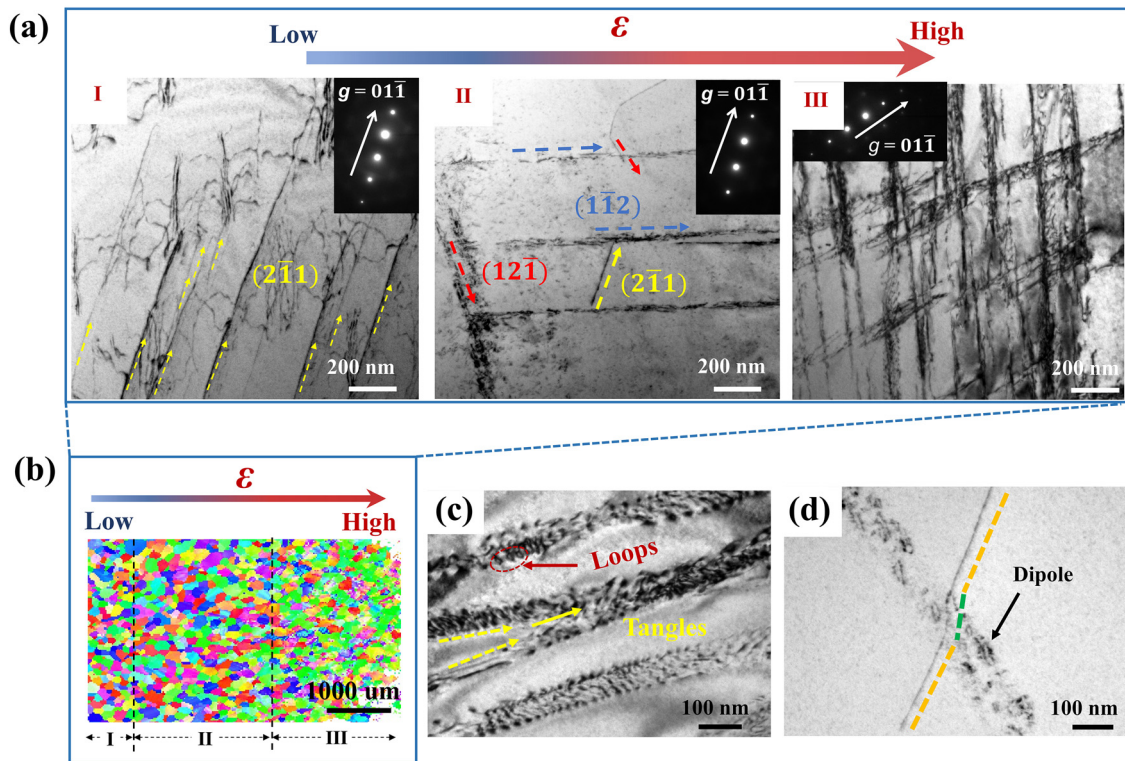 (a)
ε
Low
High
I
g = 011̅
(21̅1)
200 nm
II
g = 011̅
(11̅2)
(121̅)
(21̅1)
200 nm
III
g = 011̅
200 nm
(b)
ε
Low
High
1000 um
I
II
III
(c)
Loops
Tangles
100 nm
(d)
Dipole
100 nm